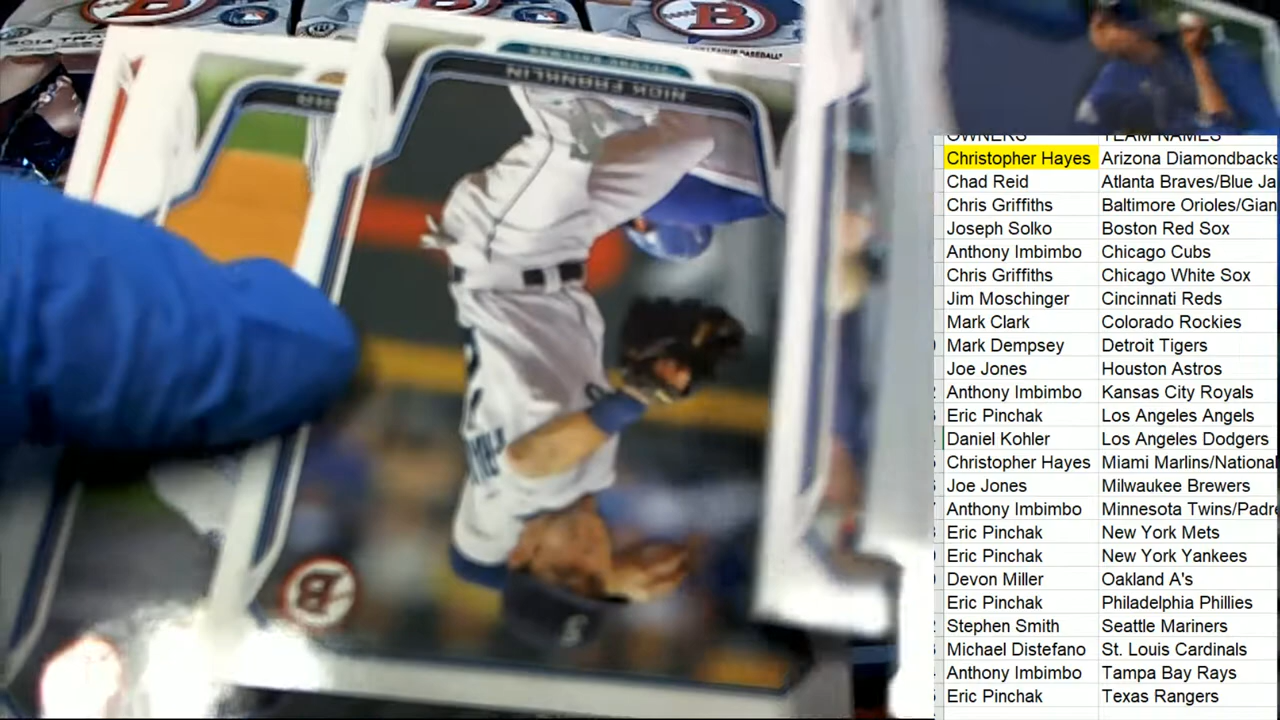 NICK FRANKLIN
B
B
B
S
OWNERS TEAM NAMES
Christopher Hayes Arizona Diamondbacks
Chad Reid Atlanta Braves/Blue Ja
Chris Griffiths Baltimore Orioles/Gian
Joseph Solko Boston Red Sox
Anthony Imbimbo Chicago Cubs
Chris Griffiths Chicago White Sox
Jim Moschinger Cincinnati Reds
Mark Clark Colorado Rockies
Mark Dempsey Detroit Tigers
Joe Jones Houston Astros
Anthony Imbimbo Kansas City Royals
Eric Pinchak Los Angeles Angels
Daniel Kohler Los Angeles Dodgers
Christopher Hayes Miami Marlins/National
Joe Jones Milwaukee Brewers
Anthony Imbimbo Minnesota Twins/Padre
Eric Pinchak New York Mets
Eric Pinchak New York Yankees
Devon Miller Oakland A's
Eric Pinchak Philadelphia Phillies
Stephen Smith Seattle Mariners
Michael Distefano St. Louis Cardinals
Anthony Imbimbo Tampa Bay Rays
Eric Pinchak Texas Rangers